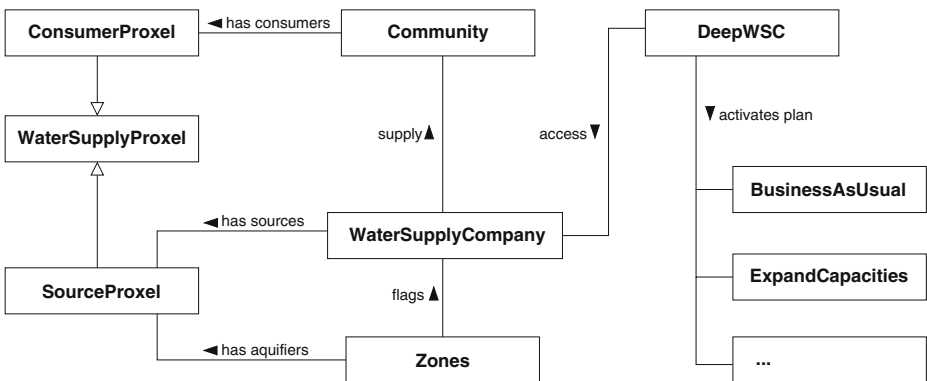 ConsumerProxel
◄ has consumers
Community
DeepWSC
WaterSupplyProxel
supply ▲
access ▼
▼ activates plan
BusinessAsUsual
◄ has sources
WaterSupplyCompany
SourceProxel
flags ▲
ExpandCapacities
◄ has aquifiers
Zones
...